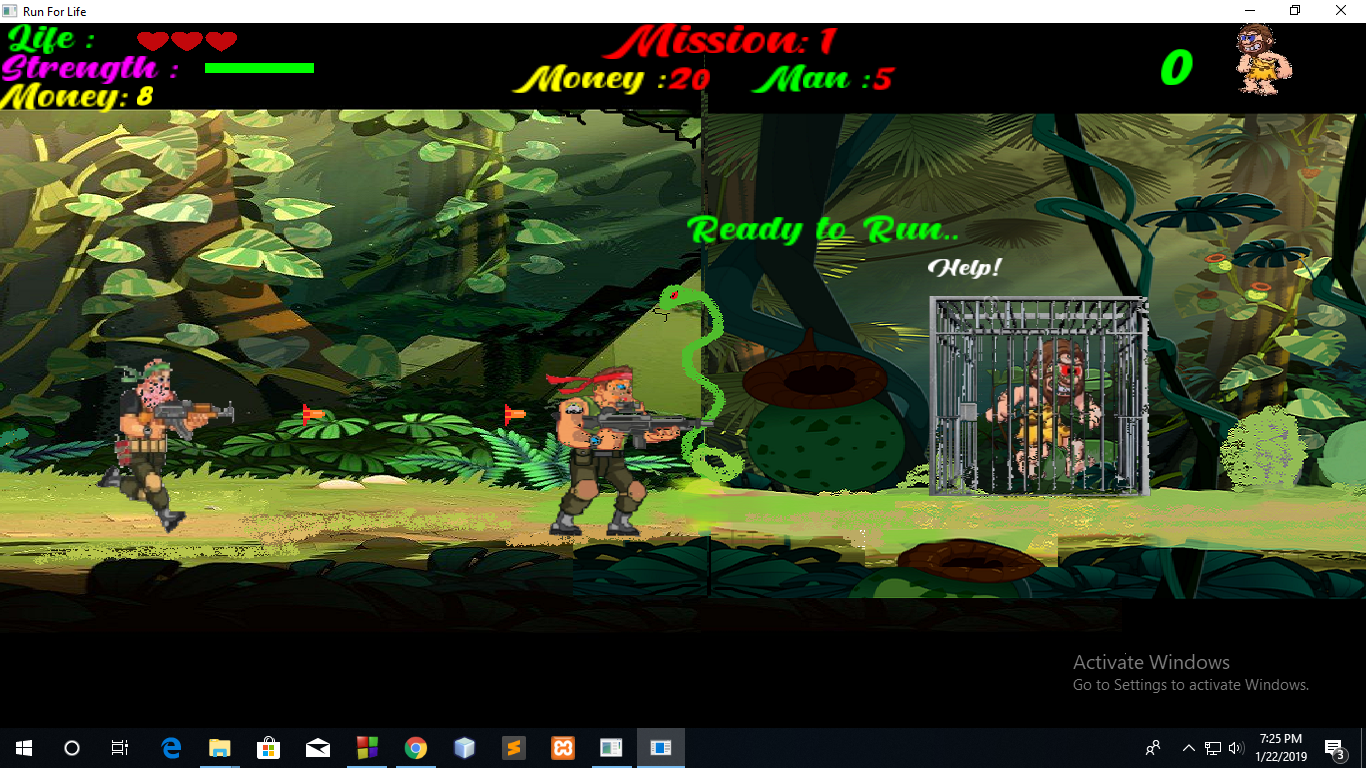 Run For Life
Life :
Strength :
Money: 8
Mission: 1
Money :20 Man :5
0
Ready to Run..
Help!
Activate Windows
Go to Settings to activate Windows.
7:25 PM
1/22/2019
3